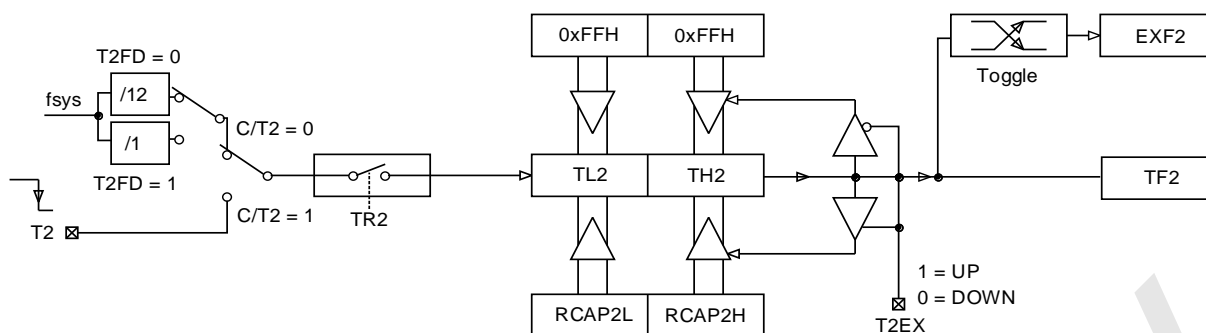 0xFFH 0xFFH EXF2
T2FD = 0
Toggle
/12
fsys
C/T2 = 0
/1
TL2 TH2 TF2
T2FD = 1
C/T2 = 1
TR2
T2
1 = UP
0 = DOWN
RCAP2L RCAP2H
T2EX